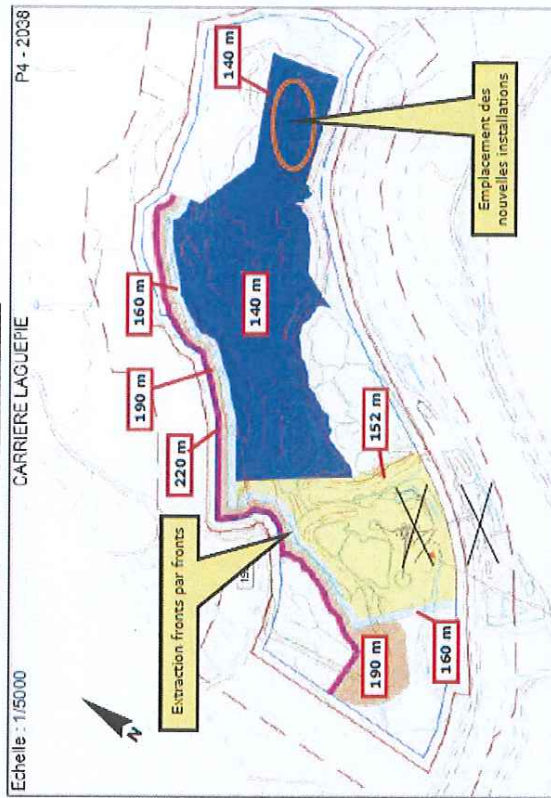 Echelle : 1/5000
CARRIERE LAGUEPIE
P4 - 2038
Extraction fronts par fronts
220 m
190 m
160 m
140 m
140 m
190 m
160 m
152 m
Emplacement des
nouvelles installations
N